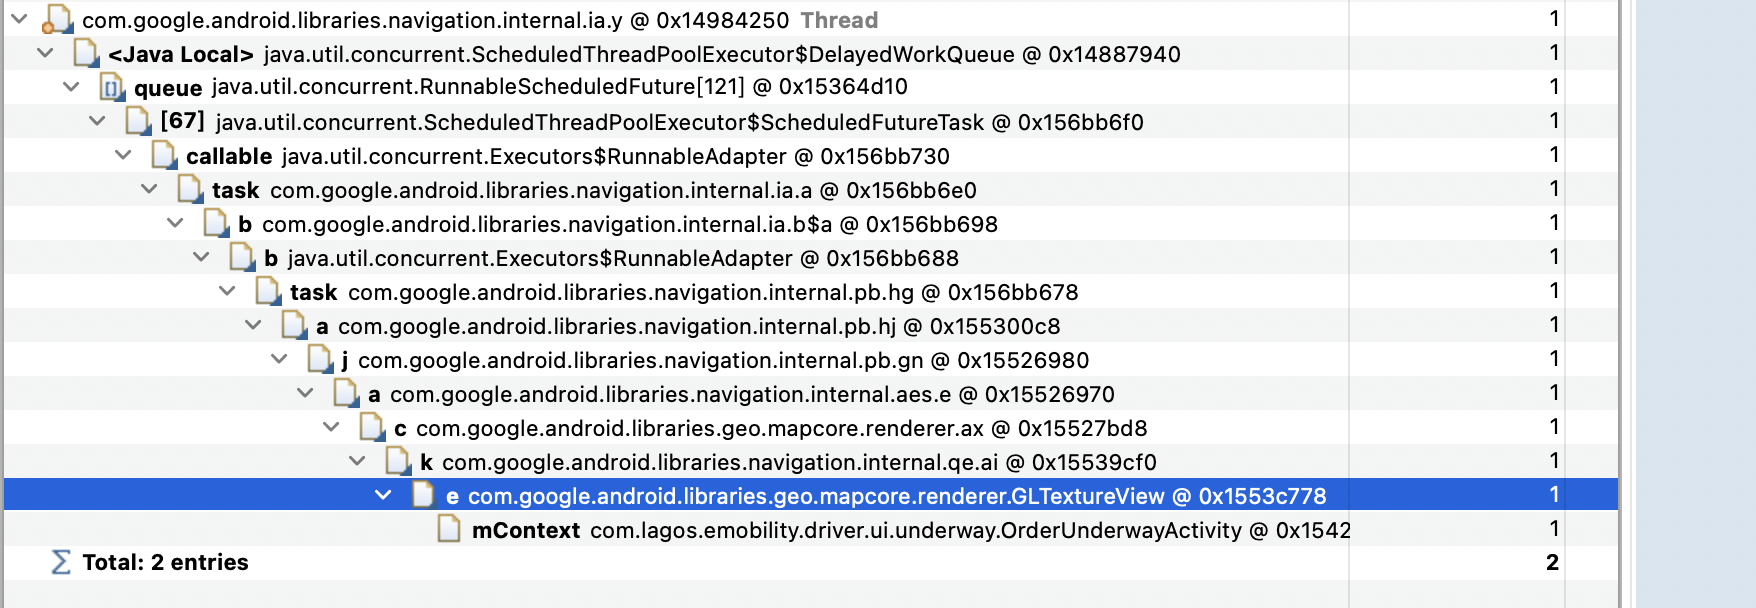 com.google.android.libraries.navigation.internal.ia.y @ 0x14984250 Thread 1
<Java Local> java.util.concurrent.ScheduledThreadPoolExecutor$DelayedWorkQueue @ 0x14887940 1
queue java.util.concurrent.RunnableScheduledFuture[121] @ 0x15364d10 1
[67] java.util.concurrent.ScheduledThreadPoolExecutor$ScheduledFutureTask @ 0x156bb6f0 1
callable java.util.concurrent.Executors$RunnableAdapter @ 0x156bb730 1
task com.google.android.libraries.navigation.internal.ia.a @ 0x156bb6e0 1
b com.google.android.libraries.navigation.internal.ia.b$a @ 0x156bb698 1
b java.util.concurrent.Executors$RunnableAdapter @ 0x156bb688 1
task com.google.android.libraries.navigation.internal.pb.hg @ 0x156bb678 1
a com.google.android.libraries.navigation.internal.pb.hj @ 0x155300c8 1
j com.google.android.libraries.navigation.internal.pb.gn @ 0x15526980 1
a com.google.android.libraries.navigation.internal.aes.e @ 0x15526970 1
c com.google.android.libraries.geo.mapcore.renderer.ax @ 0x15527bd8 1
k com.google.android.libraries.navigation.internal.qe.ai @ 0x15539cf0 1
e com.google.android.libraries.geo.mapcore.renderer.GLTextureView @ 0x1553c778 1
mContext com.lagos.emobility.driver.ui.underway.OrderUnderwayActivity @ 0x1542 1
Total: 2 entries 2